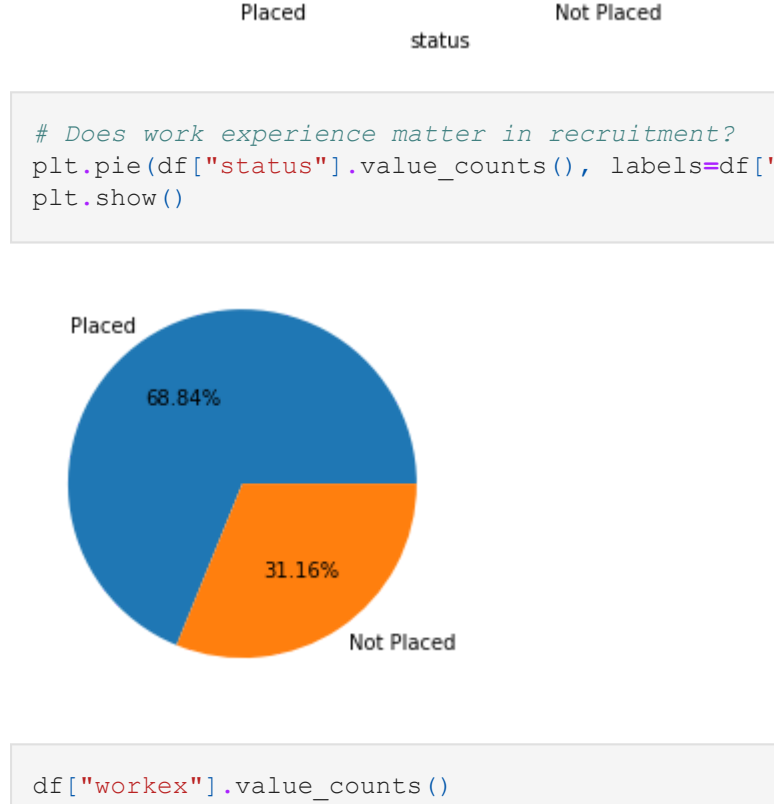 Placed Not Placed
status
# Does work experience matter in recruitment?
plt.pie(df["status"].value_counts(), labels=df["
plt.show()
Placed
68.84%
31.16%
Not Placed
df["workex"].value_counts()